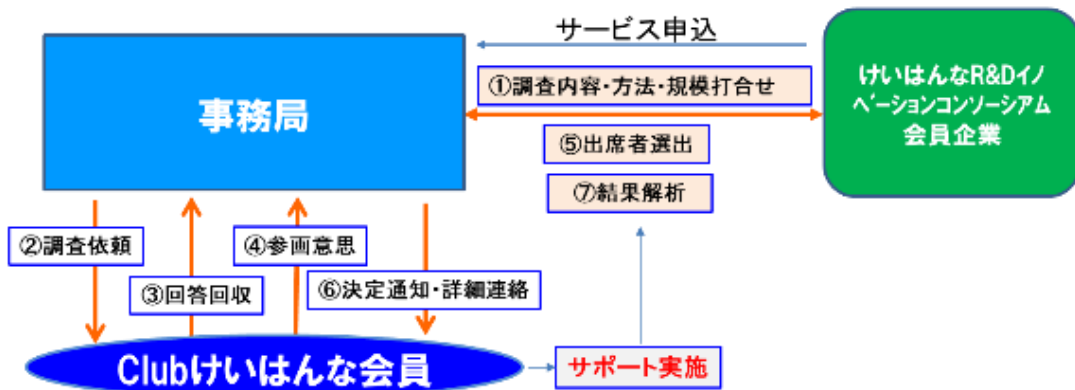 サービス申込
事務局
①調査内容・方法・規模打合せ
けいはんなR&Dイノ
ベーションコンソーシアム
会員企業
⑤出席者選出
⑦結果解析
②調査依頼
④参画意思
③回答回収
⑥決定通知・詳細連絡
Clubけいはんな会員
サポート実施